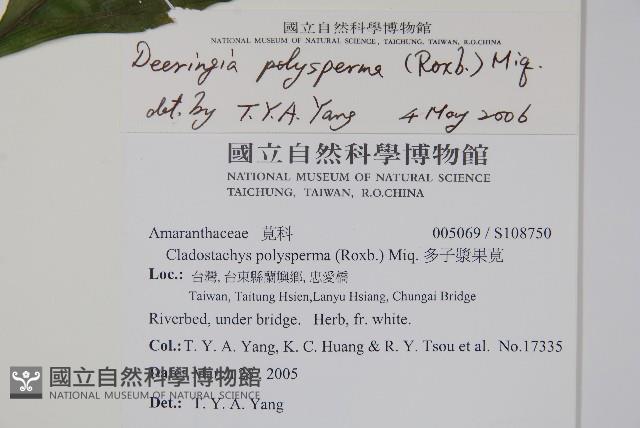 國立自然科學博物館
NATIONAL MUSEUM OF NATURAL SCIENCE, TAICHUNG, TAIWAN, R.O.CHINA
Deeringia polysperma (Roxb.) Miq.
det. by T.Y.A. Yang 4 May 2006
國立自然科學博物館
NATIONAL MUSEUM OF NATURAL SCIENCE
TAICHUNG, TAIWAN, R.O.CHINA
Amaranthaceae 莧科 005069 / S108750
Cladostachys polysperma (Roxb.) Miq. 多子漿果莧
Loc.: 台灣, 台東縣蘭嶼鄉, 忠愛橋
Taiwan, Taitung Hsien,Lanyu Hsiang, Chungai Bridge
Riverbed, under bridge. Herb, fr. white.
Col.: T. Y. A. Yang, K. C. Huang & R. Y. Tsou et al. No.17335
Date: 2005
國立自然科學博物館
NATIONAL MUSEUM OF NATURAL SCIENCE
Det.: T. Y. A. Yang